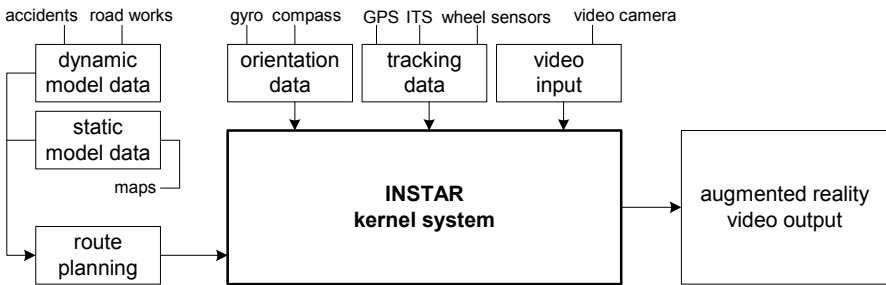 accidents road works
gyro compass
GPS ITS wheel sensors
video camera
dynamic
model data
orientation
data
tracking
data
video
input
static
model data
maps
INSTAR
kernel system
augmented reality
video output
route
planning